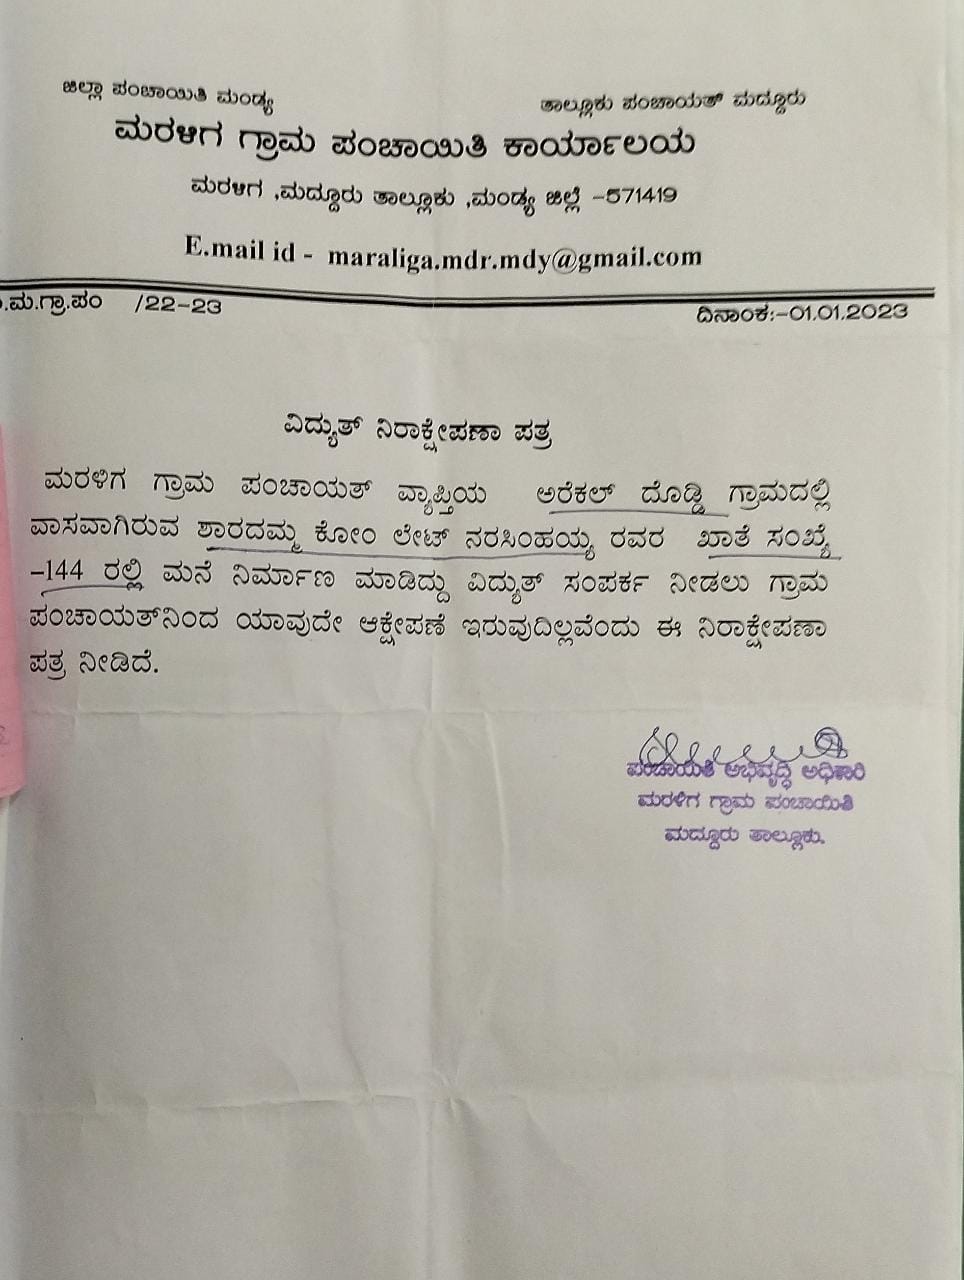 ಜಿಲ್ಲಾ ಪಂಚಾಯಿತಿ ಮಂಡ್ಯ ತಾಲ್ಲೂಕು ಪಂಚಾಯತ್ ಮದ್ದೂರು
ಮರಳಿಗ ಗ್ರಾಮ ಪಂಚಾಯಿತಿ ಕಾರ್ಯಾಲಯ
ಮರಳಿಗ ,ಮದ್ದೂರು ತಾಲ್ಲೂಕು ,ಮಂಡ್ಯ ಜಿಲ್ಲೆ -571419
E.mail id - maraliga.mdr.mdy@gmail.com
.ಮ.ಗ್ರಾ.ಪಂ /22-23 ದಿನಾಂಕ:-01.01.2023
ವಿದ್ಯುತ್ ನಿರಾಕ್ಷೇಪಣಾ ಪತ್ರ
ಮರಳಿಗ ಗ್ರಾಮ ಪಂಚಾಯತ್ ವ್ಯಾಪ್ತಿಯ ಅರೆಕಲ್ ದೊಡ್ಡಿ ಗ್ರಾಮದಲ್ಲಿ
ವಾಸವಾಗಿರುವ ಶಾರದಮ್ಮ ಕೋಂ ಲೇಟ್ ನರಸಿಂಹಯ್ಯ ರವರ ಖಾತೆ ಸಂಖ್ಯೆ
-144 ರಲ್ಲಿ ಮನೆ ನಿರ್ಮಾಣ ಮಾಡಿದ್ದು ವಿದ್ಯುತ್ ಸಂಪರ್ಕ ನೀಡಲು ಗ್ರಾಮ
ಪಂಚಾಯತ್‌ನಿಂದ ಯಾವುದೇ ಆಕ್ಷೇಪಣೆ ಇರುವುದಿಲ್ಲವೆಂದು ಈ ನಿರಾಕ್ಷೇಪಣಾ
ಪತ್ರ ನೀಡಿದೆ.
ಪಂಚಾಯಿತಿ ಅಭಿವೃದ್ಧಿ ಅಧಿಕಾರಿ
ಮರಳಿಗ ಗ್ರಾಮ ಪಂಚಾಯಿತಿ
ಮದ್ದೂರು ತಾಲ್ಲೂಕು.